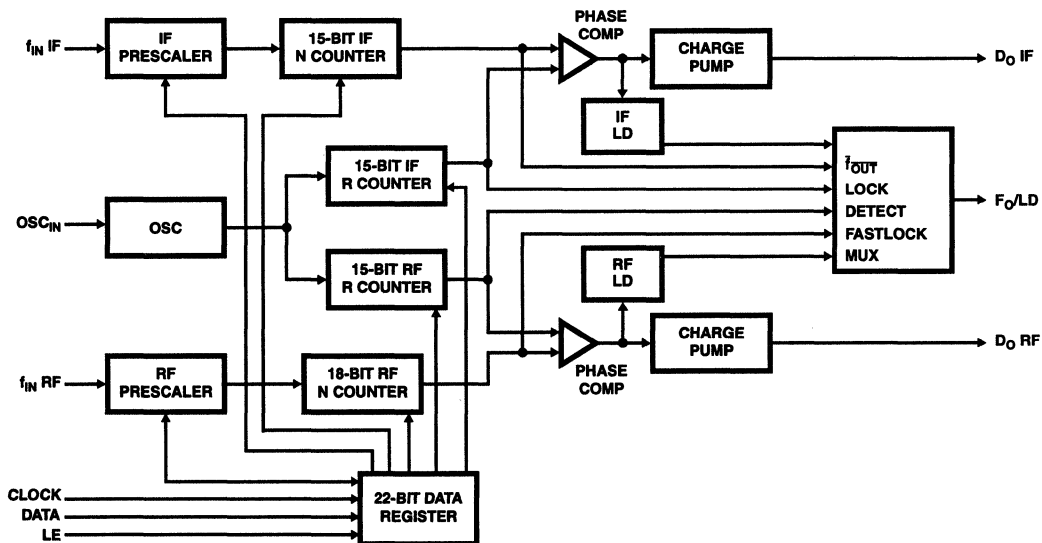 f_IN IF
IF
PRESCALER
15-BIT IF
N COUNTER
PHASE
COMP
CHARGE
PUMP
D_O IF
IF
LD
15-BIT IF
R COUNTER
OSC_IN
OSC
15-BIT RF
R COUNTER
f_OUT
LOCK
DETECT
FASTLOCK
MUX
F_O/LD
RF
LD
f_IN RF
RF
PRESCALER
18-BIT RF
N COUNTER
PHASE
COMP
CHARGE
PUMP
D_O RF
CLOCK
DATA
LE
22-BIT DATA
REGISTER